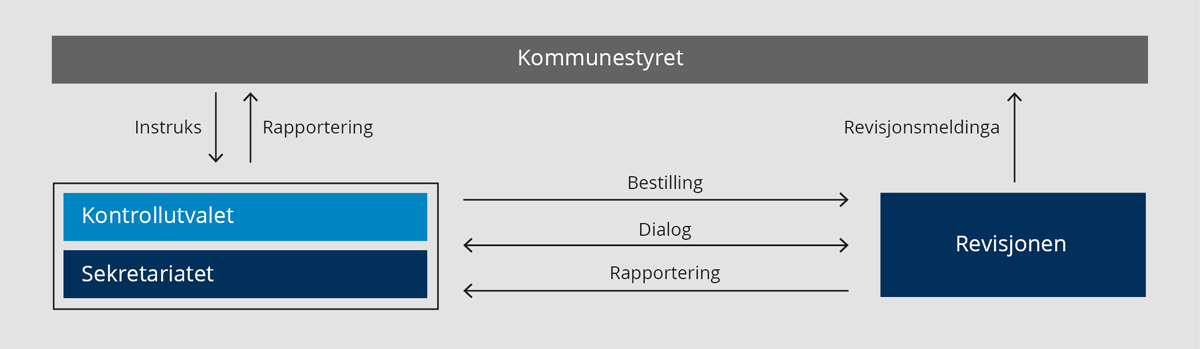 Kommunestyret
Instruks
Rapportering
Revisjonsmeldinga
Bestilling
Kontrollutvalet
Dialog
Revisjonen
Sekretariatet
Rapportering